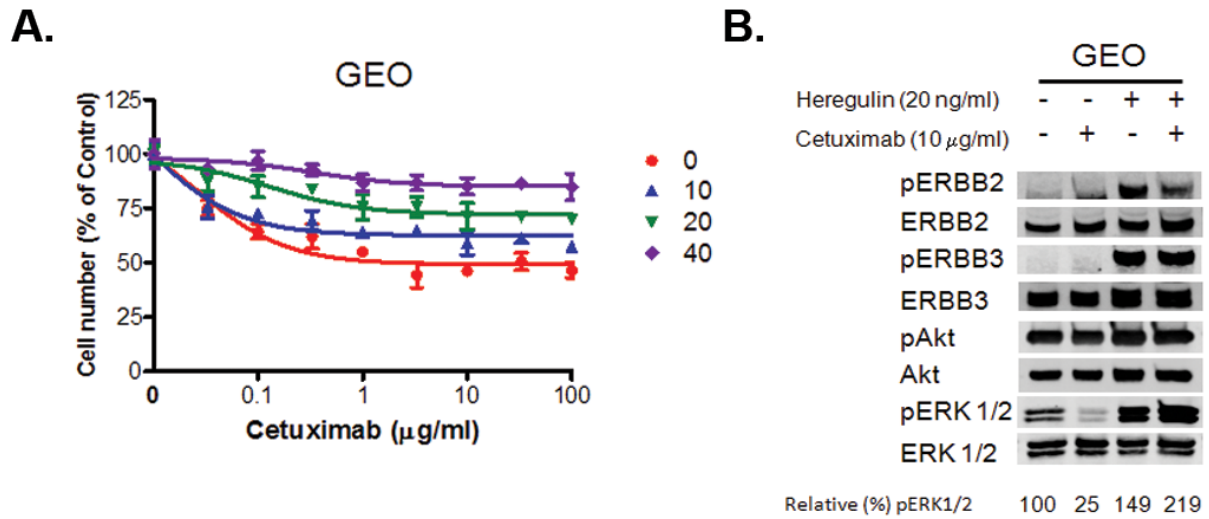 A.
GEO
Cell number (% of Control)
125
100
75
50
25
0
0 0.1 1 10 100
Cetuximab (μg/ml)
0
10
20
40
B.
GEO
Heregulin (20 ng/ml) - - + +
Cetuximab (10 μg/ml) - + - +
pERBB2
ERBB2
pERBB3
ERBB3
pAkt
Akt
pERK 1/2
ERK 1/2
Relative (%) pERK1/2 100 25 149 219